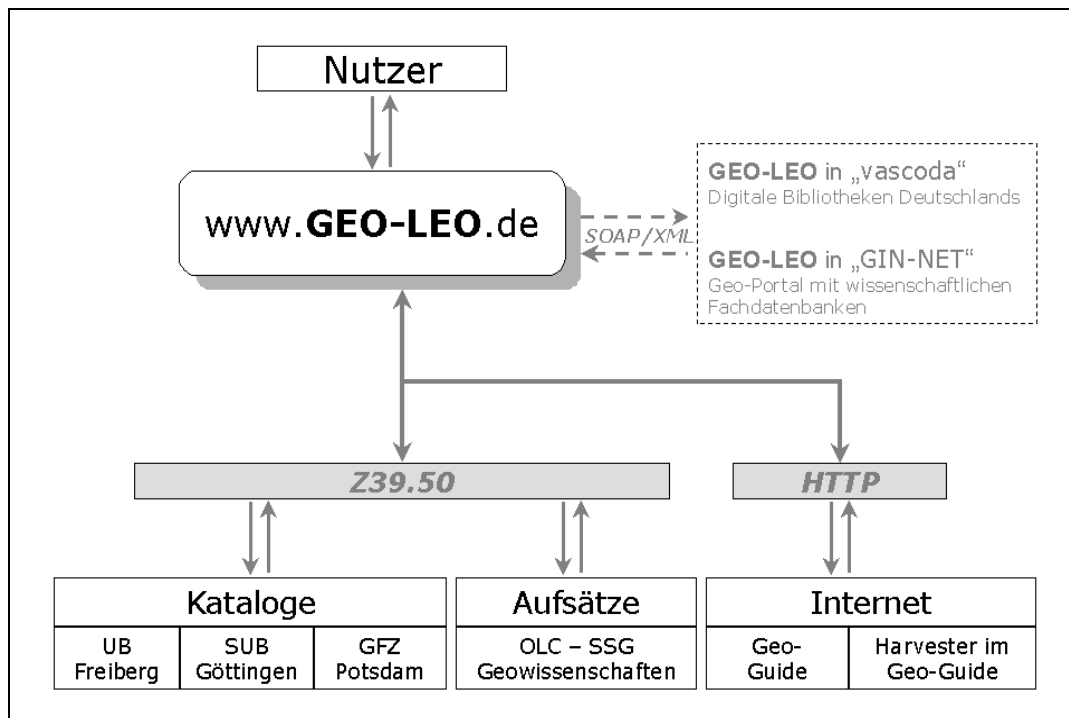 Nutzer
www.GEO-LEO.de
SOAP/XML
GEO-LEO in „vascoda“
Digitale Bibliotheken Deutschlands
GEO-LEO in „GIN-NET“
Geo-Portal mit wissenschaftlichen
Fachdatenbanken
Z39.50
HTTP
Kataloge
UB
Freiberg
SUB
Göttingen
GFZ
Potsdam
Aufsätze
OLC – SSG
Geowissenschaften
Internet
Geo-
Guide
Harvester im
Geo-Guide